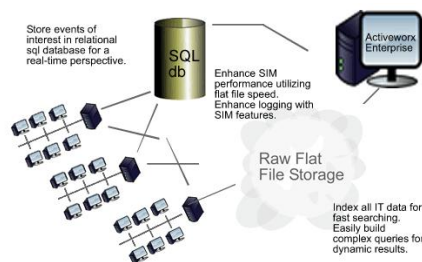 Store events of
interest in relational
sql database for a
real-time perspective.
SQL
db
Activeworx
Enterprise
Enhance SIM
performance utilizing
flat file speed.
Enhance logging with
SIM features.
Raw Flat
File Storage
Index all IT data for
fast searching.
Easily build
complex queries for
dynamic results.